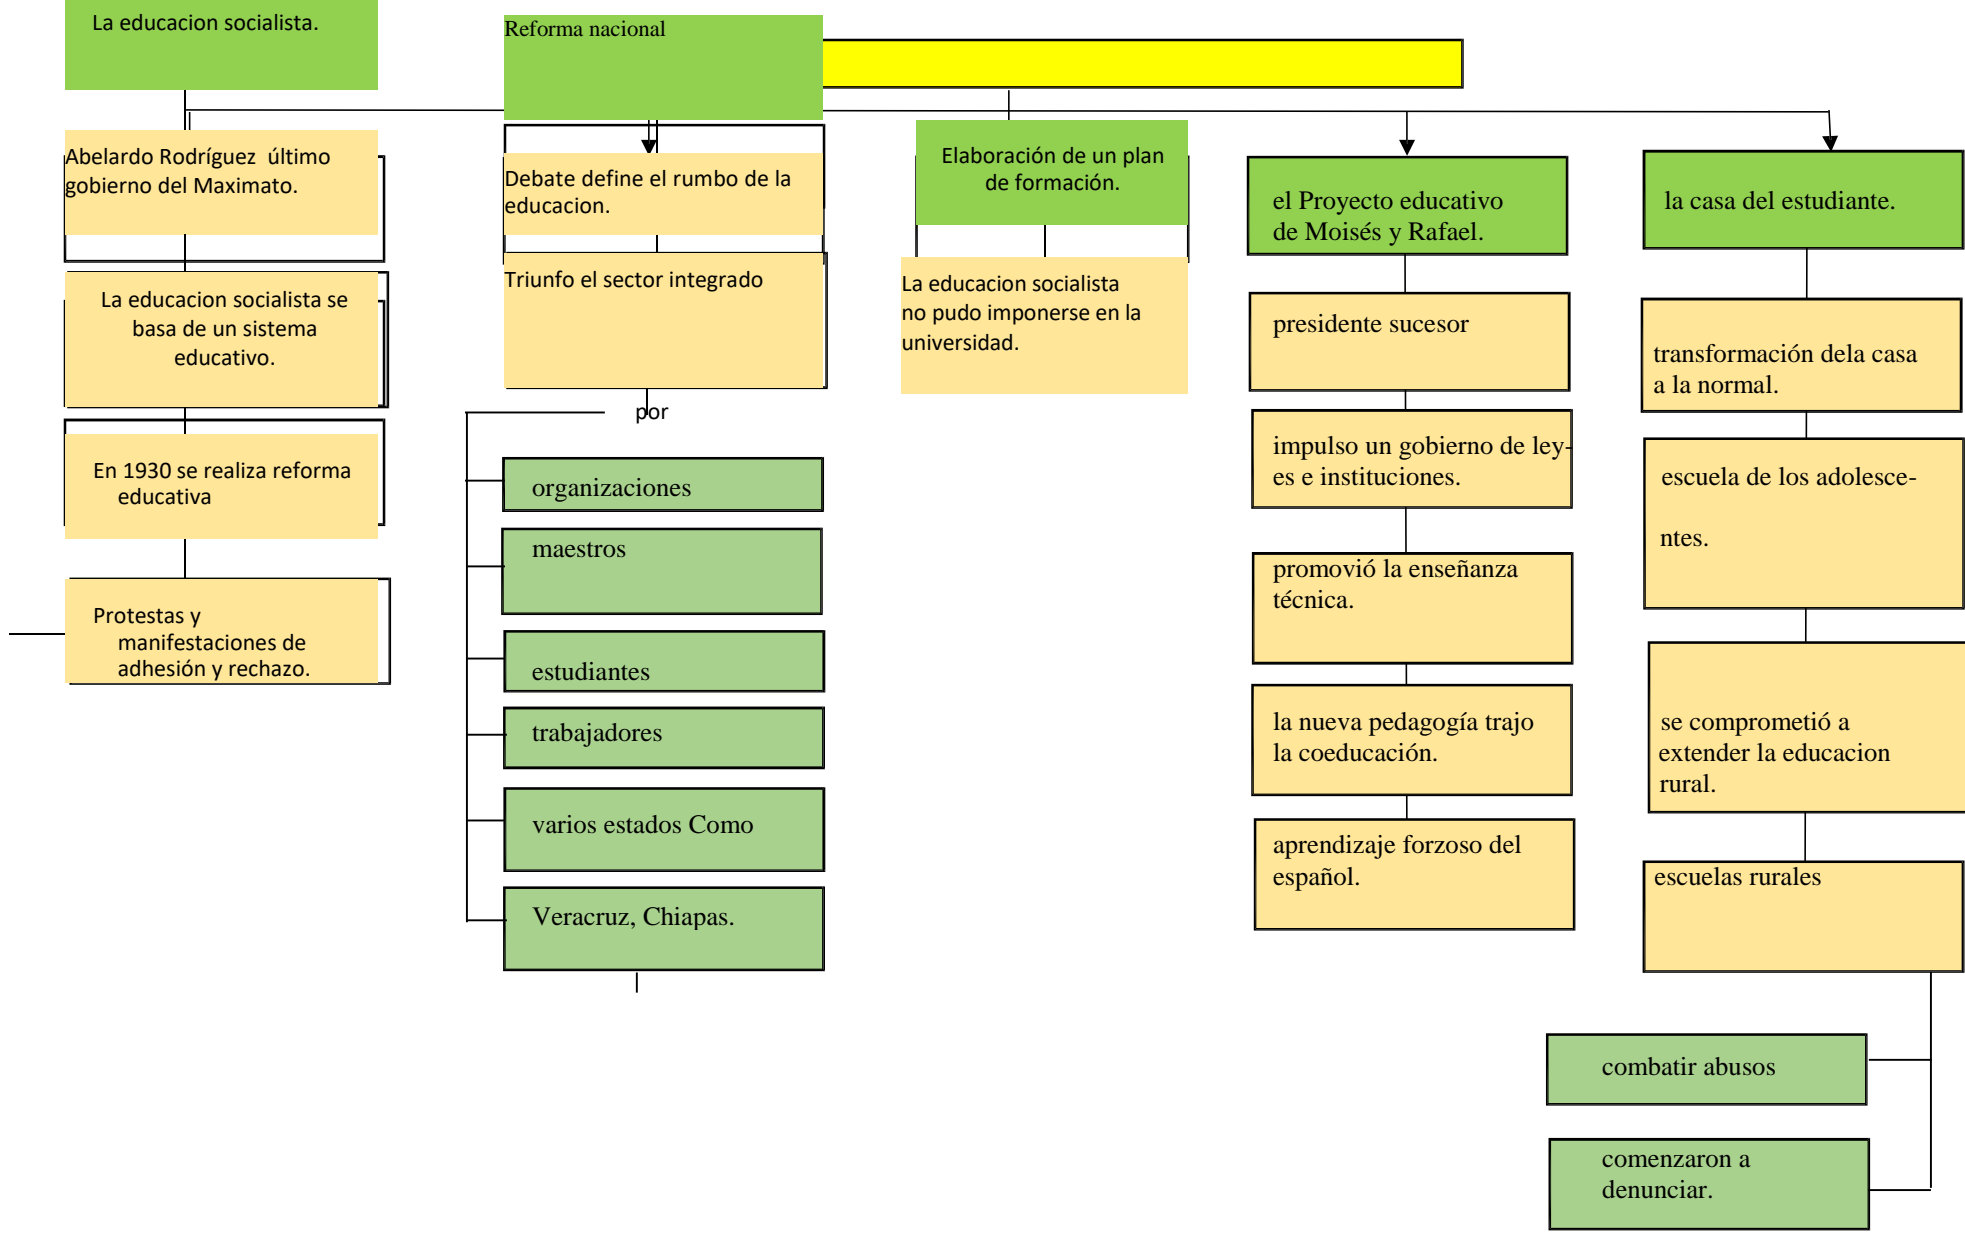 La educacion socialista.
Abelardo Rodríguez último
gobierno del Maximato.
La educacion socialista se
basa de un sistema
educativo.
En 1930 se realiza reforma
educativa
Protestas y
manifestaciones de
adhesión y rechazo.
Reforma nacional
Debate define el rumbo de la
educacion.
Triunfo el sector integrado
por
organizaciones
maestros
estudiantes
trabajadores
varios estados Como
Veracruz, Chiapas.
Elaboración de un plan
de formación.
La educacion socialista
no pudo imponerse en la
universidad.
el Proyecto educativo
de Moisés y Rafael.
presidente sucesor
impulso un gobierno de ley-
es e instituciones.
promovió la enseñanza
técnica.
la nueva pedagogía trajo
la coeducación.
aprendizaje forzoso del
español.
la casa del estudiante.
transformación dela casa
a la normal.
escuela de los adolesce-
ntes.
se comprometió a
extender la educacion
rural.
escuelas rurales
combatir abusos
comenzaron a
denunciar.